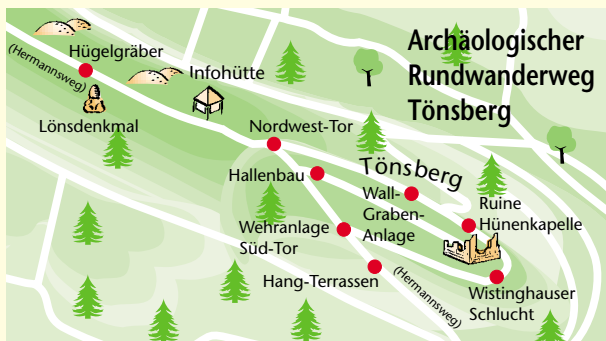 Archäologischer
Rundwanderweg
Tönsberg
Hügelgräber
(Hermannsweg)
Infohütte
Lönsdenkmal
Nordwest-Tor
Tönsberg
Hallenbau
Wall-
Graben-
Anlage
Ruine
Hünenkapelle
Wehranlage
Süd-Tor
Hang-Terrassen
(Hermannsweg)
Wistinghauser
Schlucht